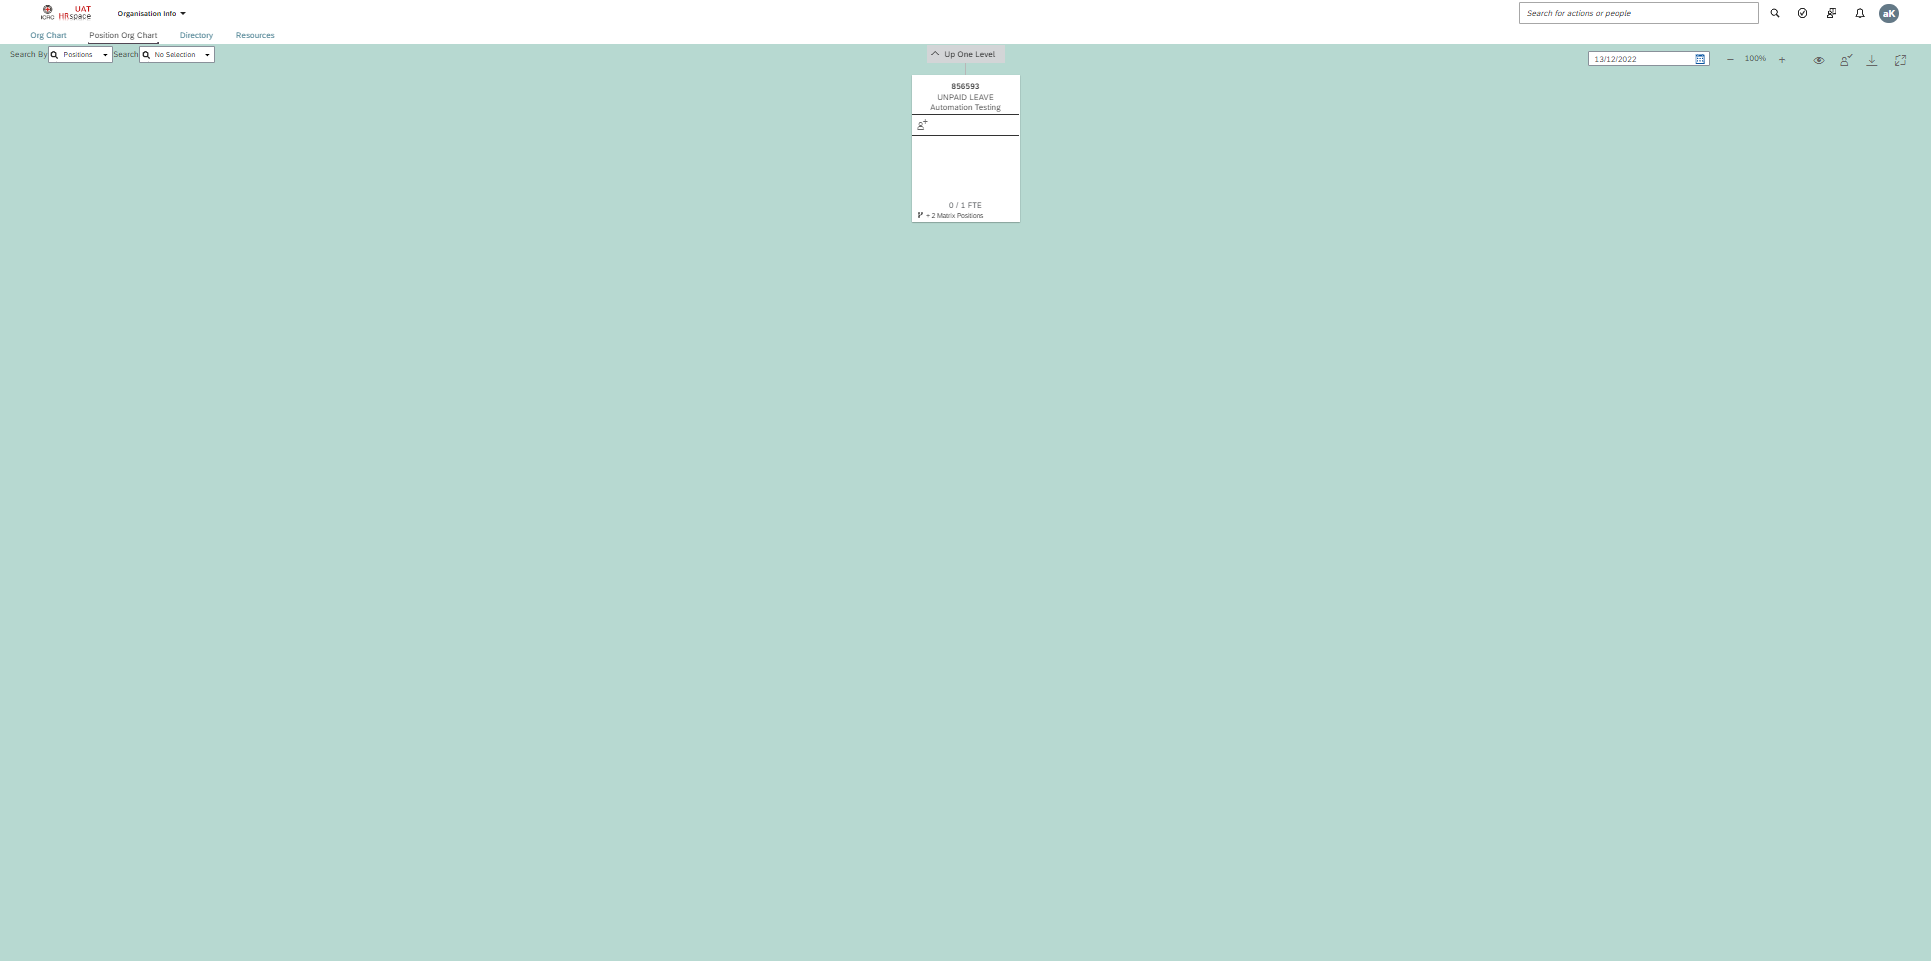 ICRC
UAT
HRspace
Organisation Info
Search for actions or people
aK
Org Chart
Position Org Chart
Directory
Resources
Search By
Positions
Search
No Selection
Up One Level
13/12/2022
100%
856593
UNPAID LEAVE
Automation Testing
0 / 1 FTE
+ 2 Matrix Positions